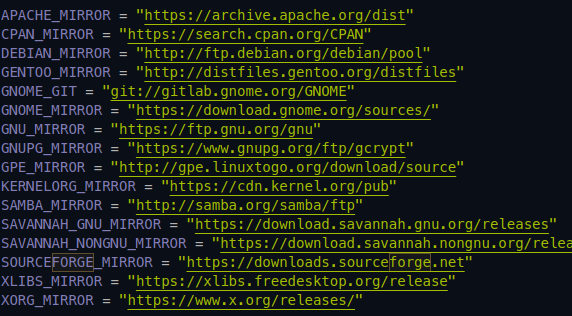 APACHE_MIRROR = "https://archive.apache.org/dist"
CPAN_MIRROR = "https://search.cpan.org/CPAN"
DEBIAN_MIRROR = "http://ftp.debian.org/debian/pool"
GENTOO_MIRROR = "http://distfiles.gentoo.org/distfiles"
GNOME_GIT = "git://gitlab.gnome.org/GNOME"
GNOME_MIRROR = "https://download.gnome.org/sources/"
GNU_MIRROR = "https://ftp.gnu.org/gnu"
GNUPG_MIRROR = "https://www.gnupg.org/ftp/gcrypt"
GPE_MIRROR = "http://gpe.linuxtogo.org/download/source"
KERNELORG_MIRROR = "https://cdn.kernel.org/pub"
SAMBA_MIRROR = "http://samba.org/samba/ftp"
SAVANNAH_GNU_MIRROR = "https://download.savannah.gnu.org/releases"
SAVANNAH_NONGNU_MIRROR = "https://download.savannah.nongnu.org/relea
SOURCEFORGE_MIRROR = "https://downloads.sourceforge.net"
XLIBS_MIRROR = "https://xlibs.freedesktop.org/release"
XORG_MIRROR = "https://www.x.org/releases/"